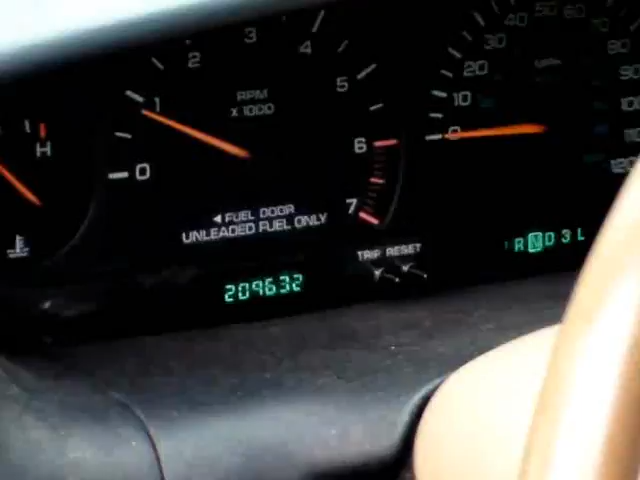 0 1 2 3 4 5 6 7
RPM
x 1000
◄ FUEL DOOR
UNLEADED FUEL ONLY
H
209632
TRIP RESET
0 10 20 30 40 50 60
R N D 3 L